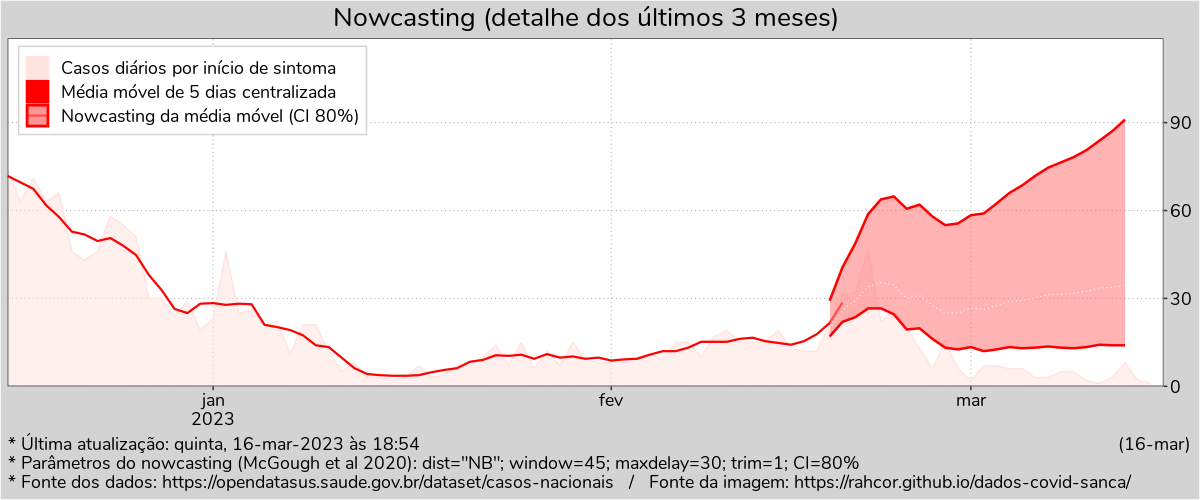 Nowcasting (detalhe dos últimos 3 meses)
Casos diários por início de sintoma
Média móvel de 5 dias centralizada
Nowcasting da média móvel (CI 80%)
90
60
30
0
jan
2023
fev
mar
* Última atualização: quinta, 16-mar-2023 às 18:54
(16-mar)
* Parâmetros do nowcasting (McGough et al 2020): dist="NB"; window=45; maxdelay=30; trim=1; CI=80%
* Fonte dos dados: https://opendatasus.saude.gov.br/dataset/casos-nacionais / Fonte da imagem: https://rahcor.github.io/dados-covid-sanca/